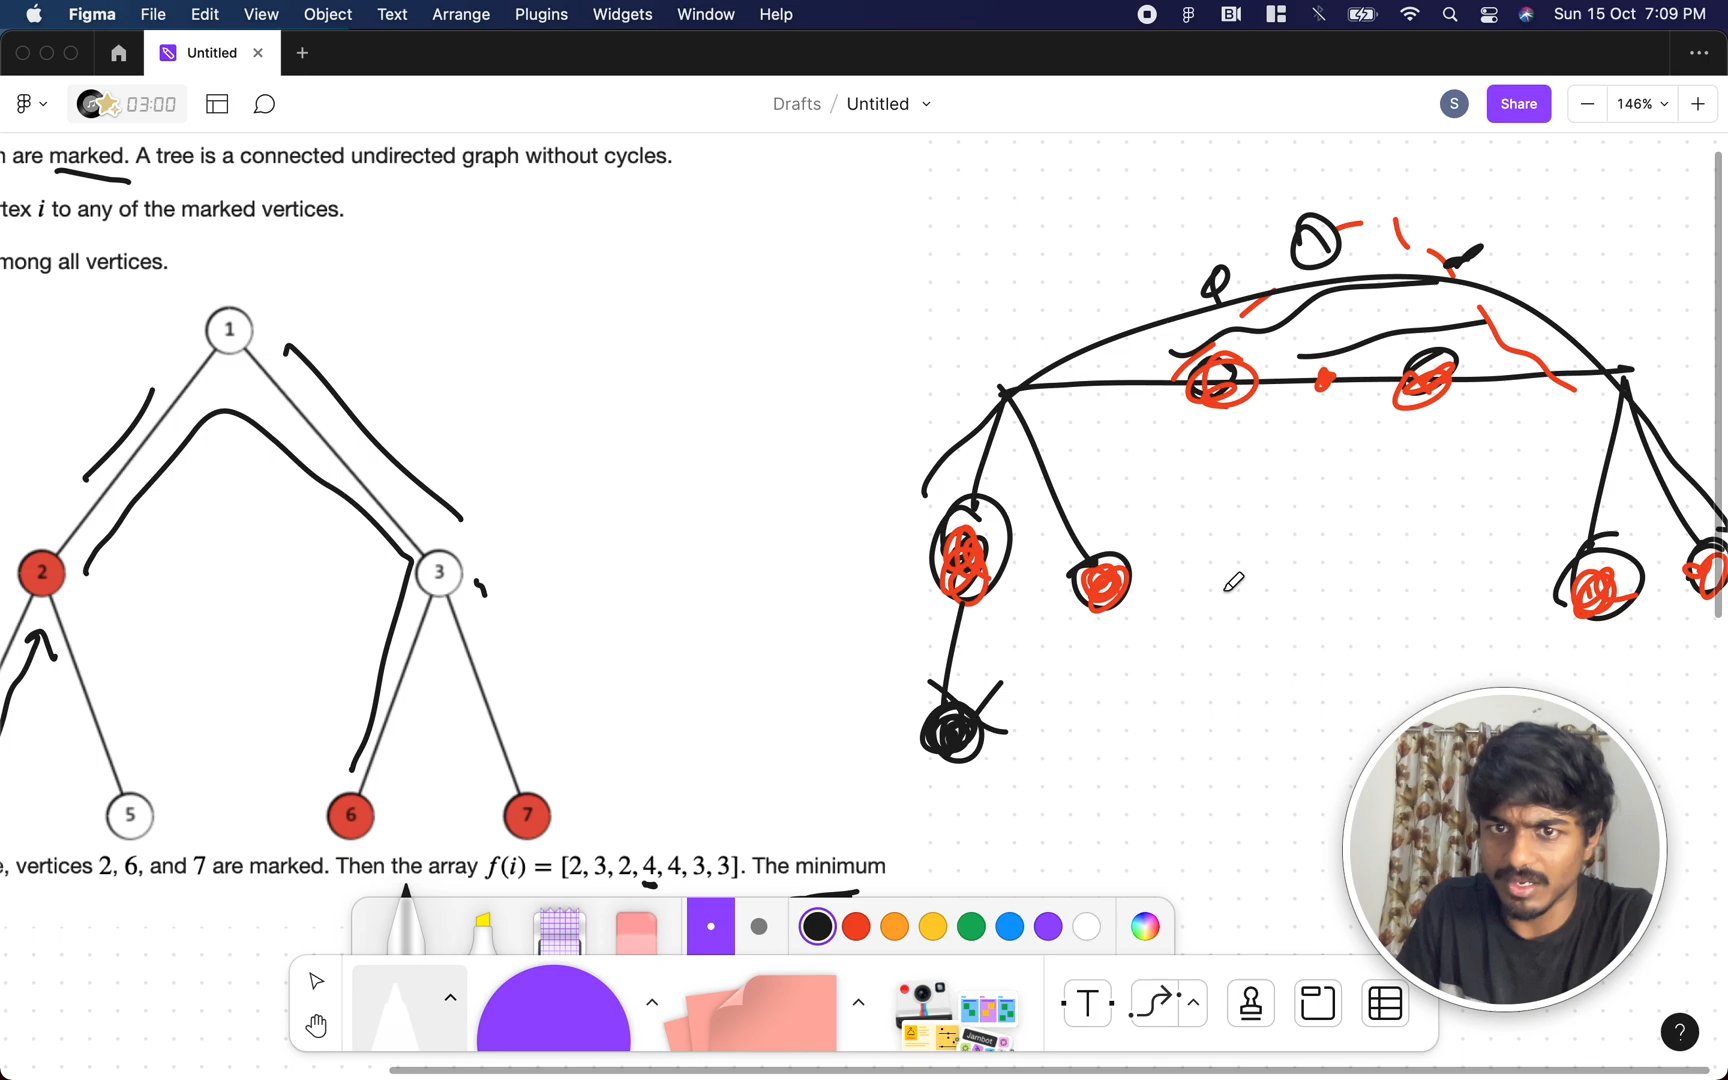 Figma File Edit View Object Text Arrange Plugins Widgets Window Help Sun 15 Oct 7:09 PM
Untitled
03:00 Drafts / Untitled S Share 146%
are marked. A tree is a connected undirected graph without cycles.
tex i to any of the marked vertices.
mong all vertices.
1
2 3
5 6 7
, vertices 2, 6, and 7 are marked. Then the array f(i) = [2, 3, 2, 4, 4, 3, 3]. The minimum
T
Jambot
?